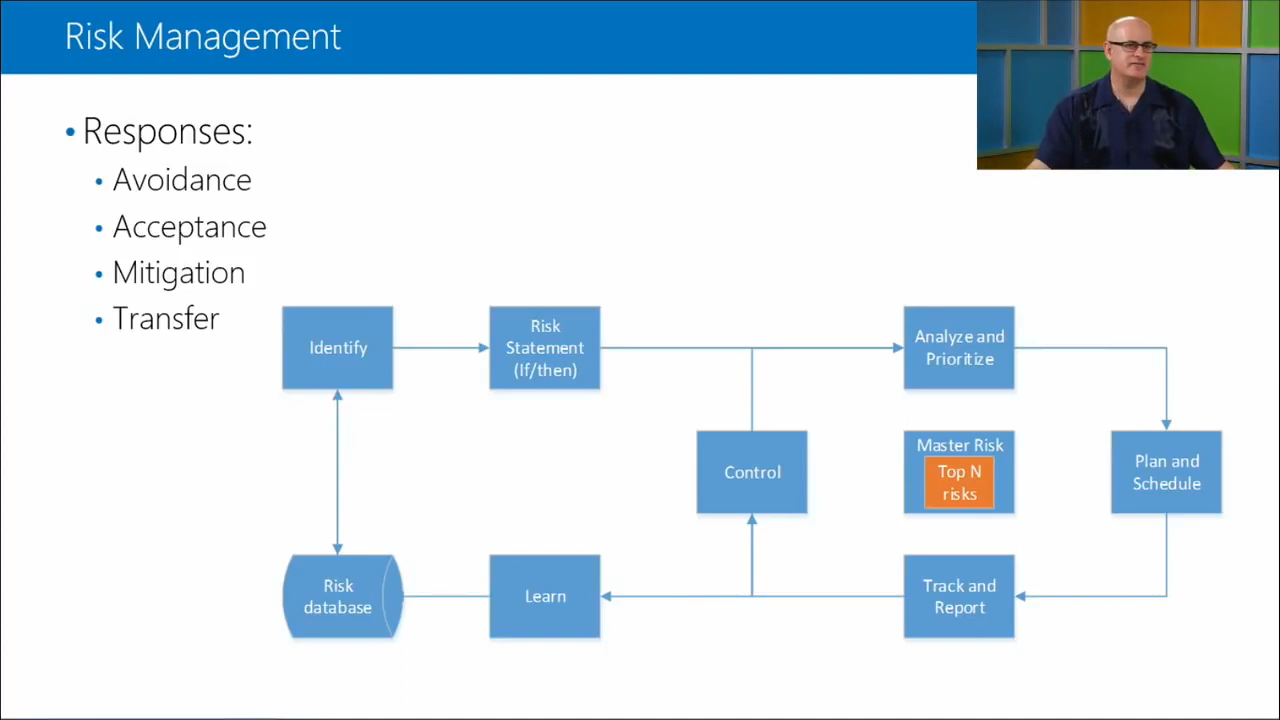 Risk Management
• Responses:
• Avoidance
• Acceptance
• Mitigation
• Transfer
Identify
Risk
Statement
(If/then)
Analyze and
Prioritize
Control
Master Risk
Top N
risks
Plan and
Schedule
Risk
database
Learn
Track and
Report